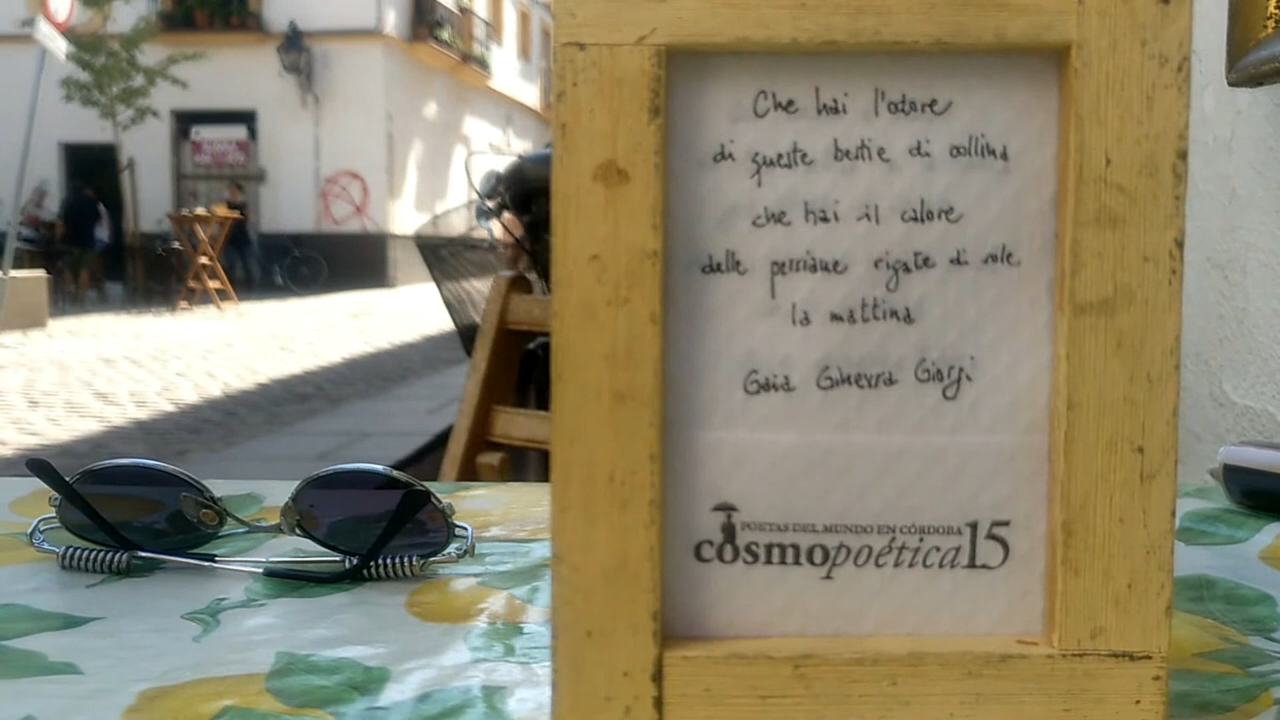 Che hai l'odore
di queste bestie di collina
che hai il calore
delle persiane rigate di sole
la mattina
Gaia Ginevra Giorgi
POETAS DEL MUNDO EN CÓRDOBA
cosmopoética15